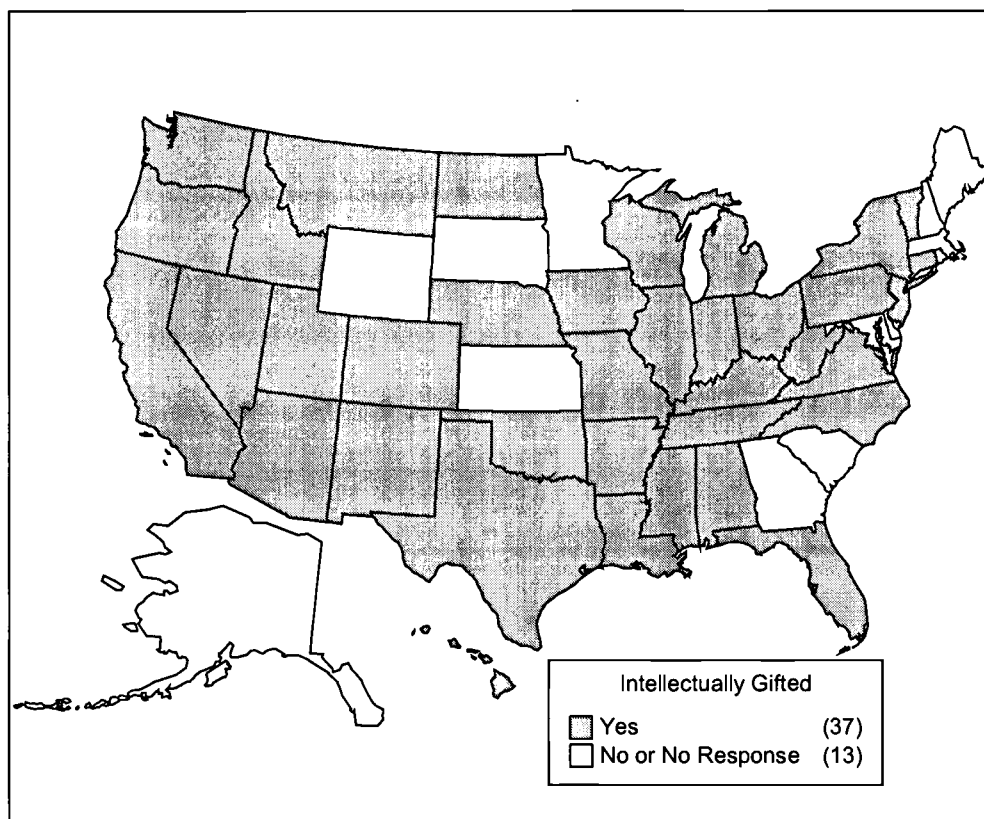 Intellectually Gifted
Yes (37)
No or No Response (13)